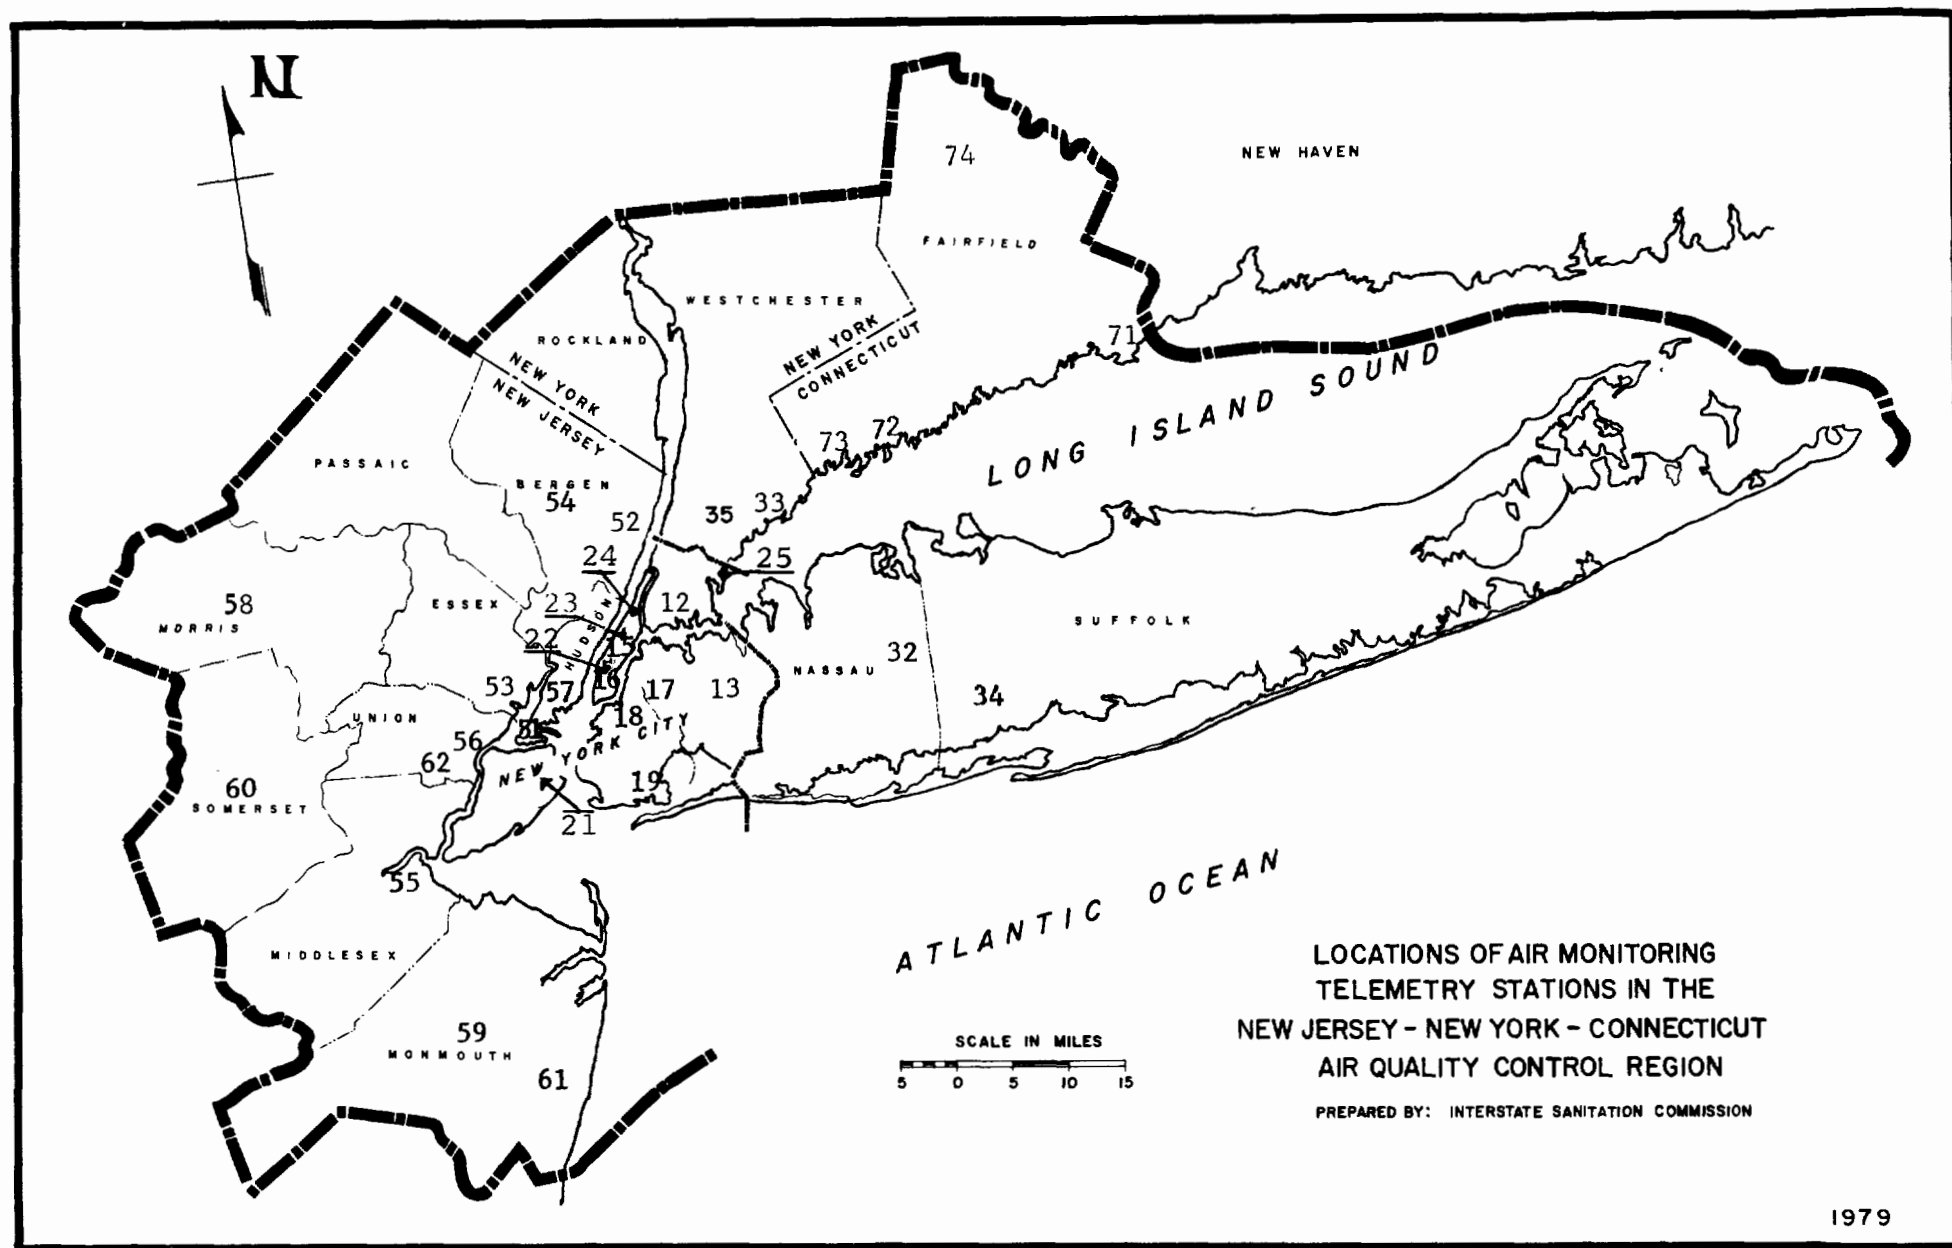 N
74
NEW HAVEN
FAIRFIELD
WESTCHESTER
NEW YORK
CONNECTICUT
71
ROCKLAND
NEW YORK
NEW JERSEY
LONG ISLAND SOUND
73
72
PASSAIC
BERGEN
54
52
35
33
24
25
58
MORRIS
ESSEX
23
HUDSON
12
22
SUFFOLK
NASSAU
32
53
57
16
17
13
34
18
UNION
51
56
62
NEW YORK CITY
60
SOMERSET
19
21
55
MIDDLESEX
ATLANTIC OCEAN
59
MONMOUTH
61
SCALE IN MILES
5 0 5 10 15
LOCATIONS OF AIR MONITORING
TELEMETRY STATIONS IN THE
NEW JERSEY - NEW YORK - CONNECTICUT
AIR QUALITY CONTROL REGION
PREPARED BY: INTERSTATE SANITATION COMMISSION
1979